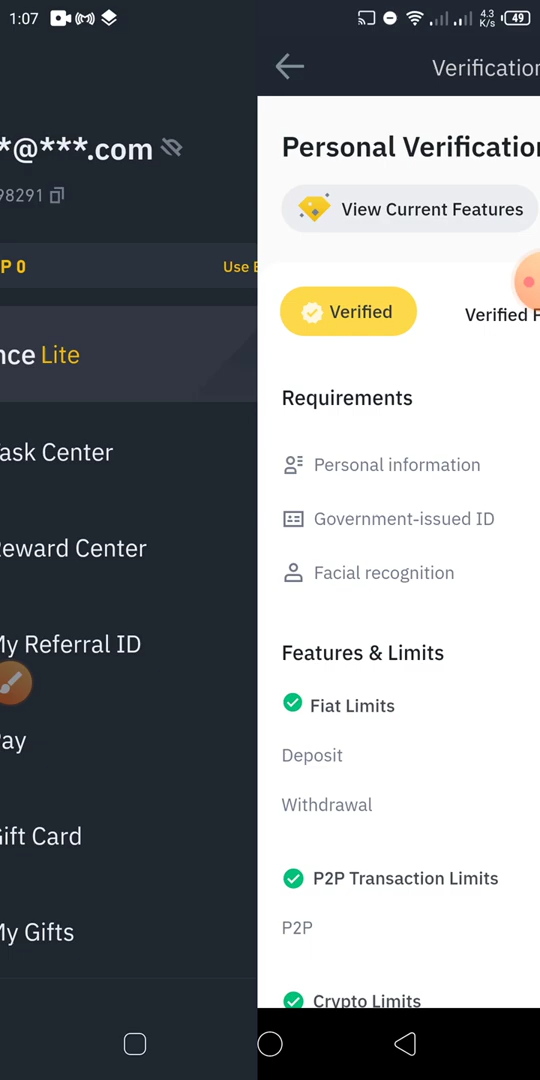 1:07
4.3
K/s
49
*@***.com
98291
P 0
Use
nce Lite
ask Center
eward Center
My Referral ID
Pay
Gift Card
My Gifts
Verification
Personal Verification
View Current Features
Verified
Verified
Requirements
Personal information
Government-issued ID
Facial recognition
Features & Limits
Fiat Limits
Deposit
Withdrawal
P2P Transaction Limits
P2P
Crypto Limits